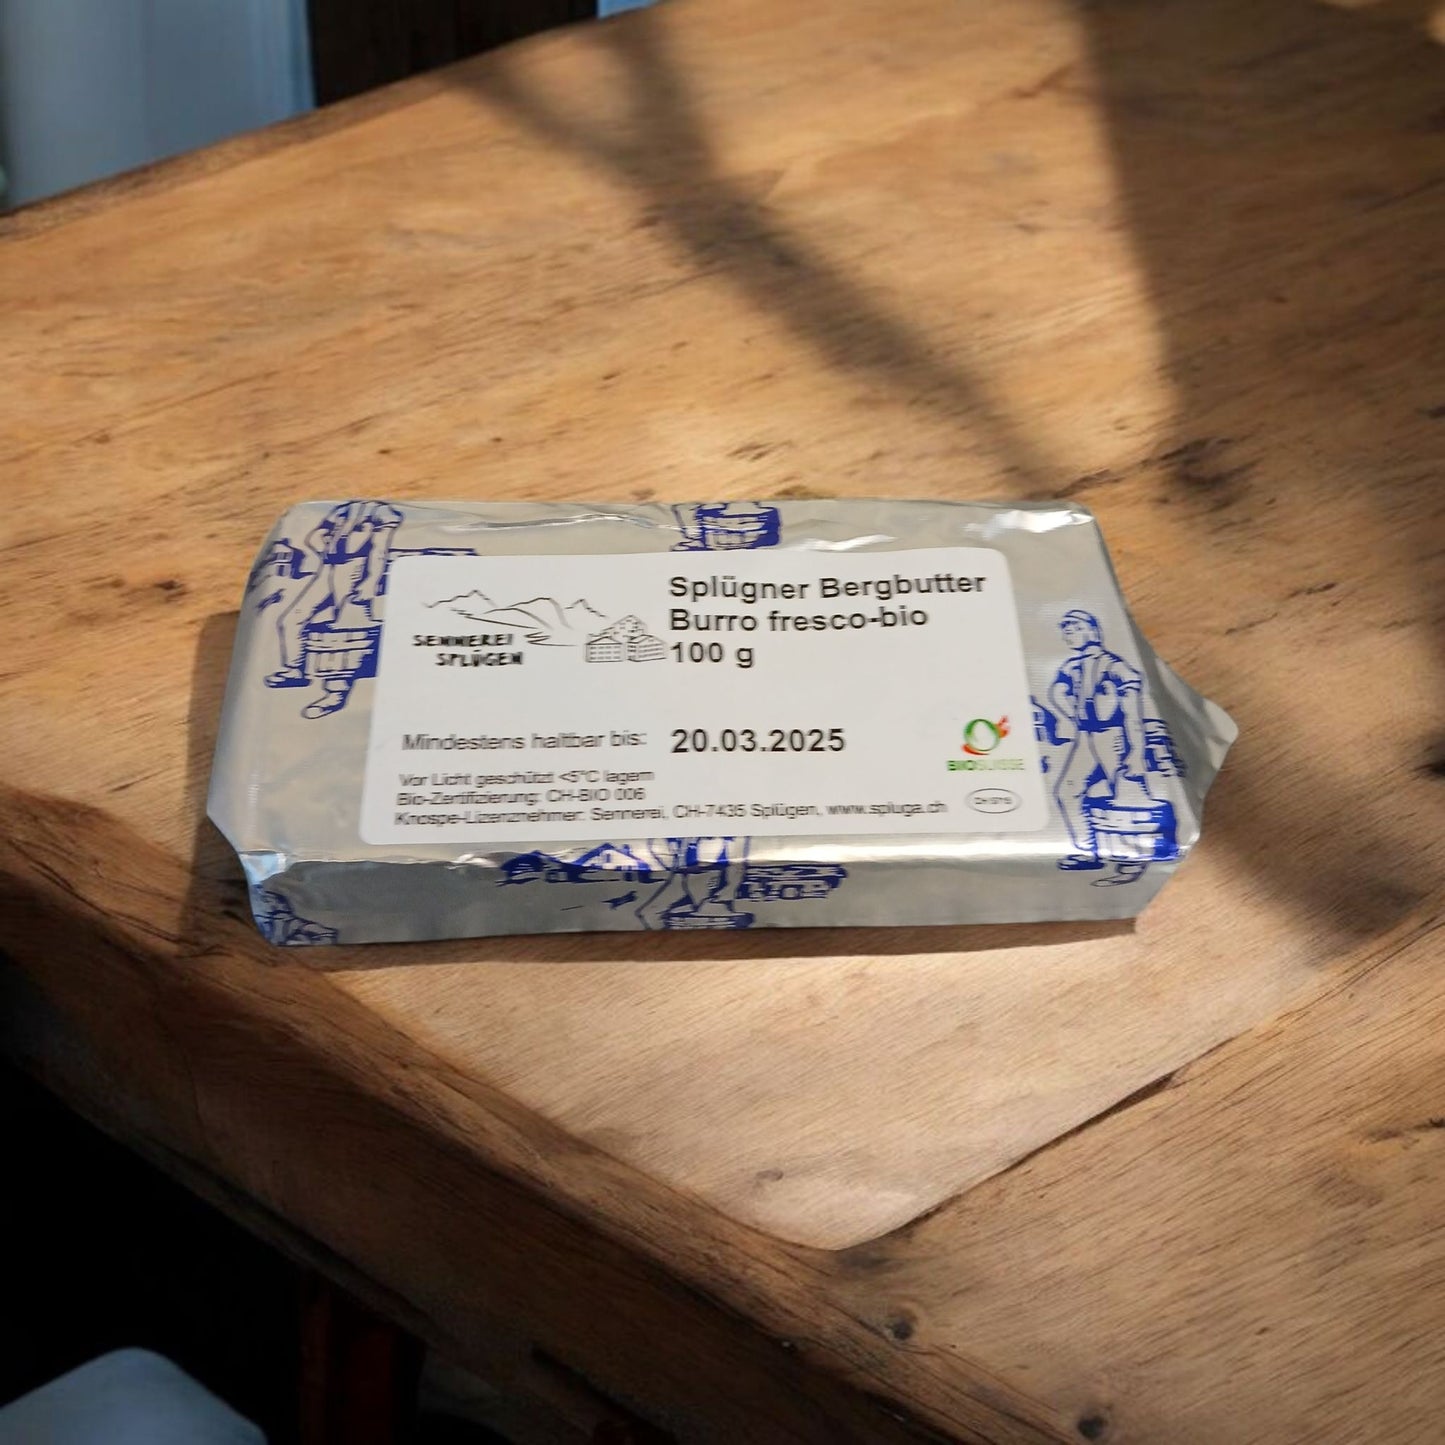 SENNEREI
SPLÜGEN
Splügner Bergbutter
Burro fresco-bio
100 g
Mindestens haltbar bis: 20.03.2025
BIOSUISSE
Vor Licht geschützt <5°C lagern
Bio-Zertifizierung: CH-BIO 006
Knospe-Lizenznehmer: Sennerei, CH-7435 Splügen, www.spluga.ch